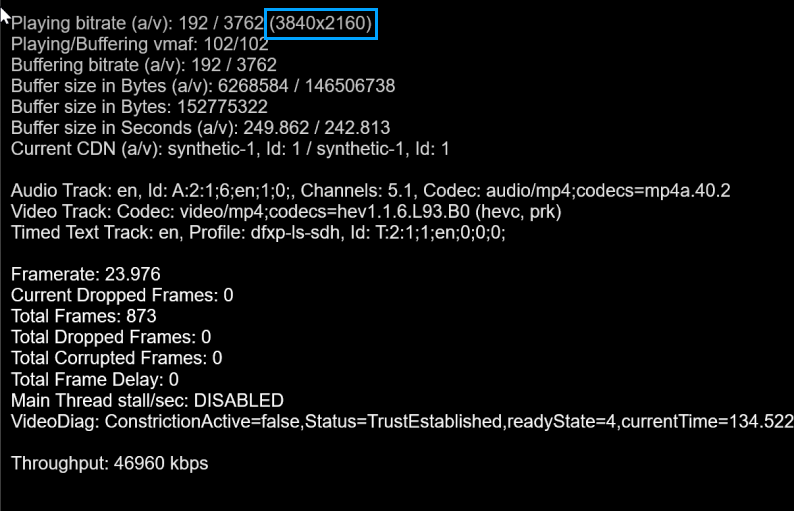 Playing bitrate (a/v): 192 / 3762 (3840x2160)
Playing/Buffering vmaf: 102/102
Buffering bitrate (a/v): 192 / 3762
Buffer size in Bytes (a/v): 6268584 / 146506738
Buffer size in Bytes: 152775322
Buffer size in Seconds (a/v): 249.862 / 242.813
Current CDN (a/v): synthetic-1, Id: 1 / synthetic-1, Id: 1
Audio Track: en, Id: A:2:1;6;en;1;0;, Channels: 5.1, Codec: audio/mp4;codecs=mp4a.40.2
Video Track: Codec: video/mp4;codecs=hev1.1.6.L93.B0 (hevc, prk)
Timed Text Track: en, Profile: dfxp-ls-sdh, Id: T:2:1;1;en;0;0;0;
Framerate: 23.976
Current Dropped Frames: 0
Total Frames: 873
Total Dropped Frames: 0
Total Corrupted Frames: 0
Total Frame Delay: 0
Main Thread stall/sec: DISABLED
VideoDiag: ConstrictionActive=false,Status=TrustEstablished,readyState=4,currentTime=134.522
Throughput: 46960 kbps